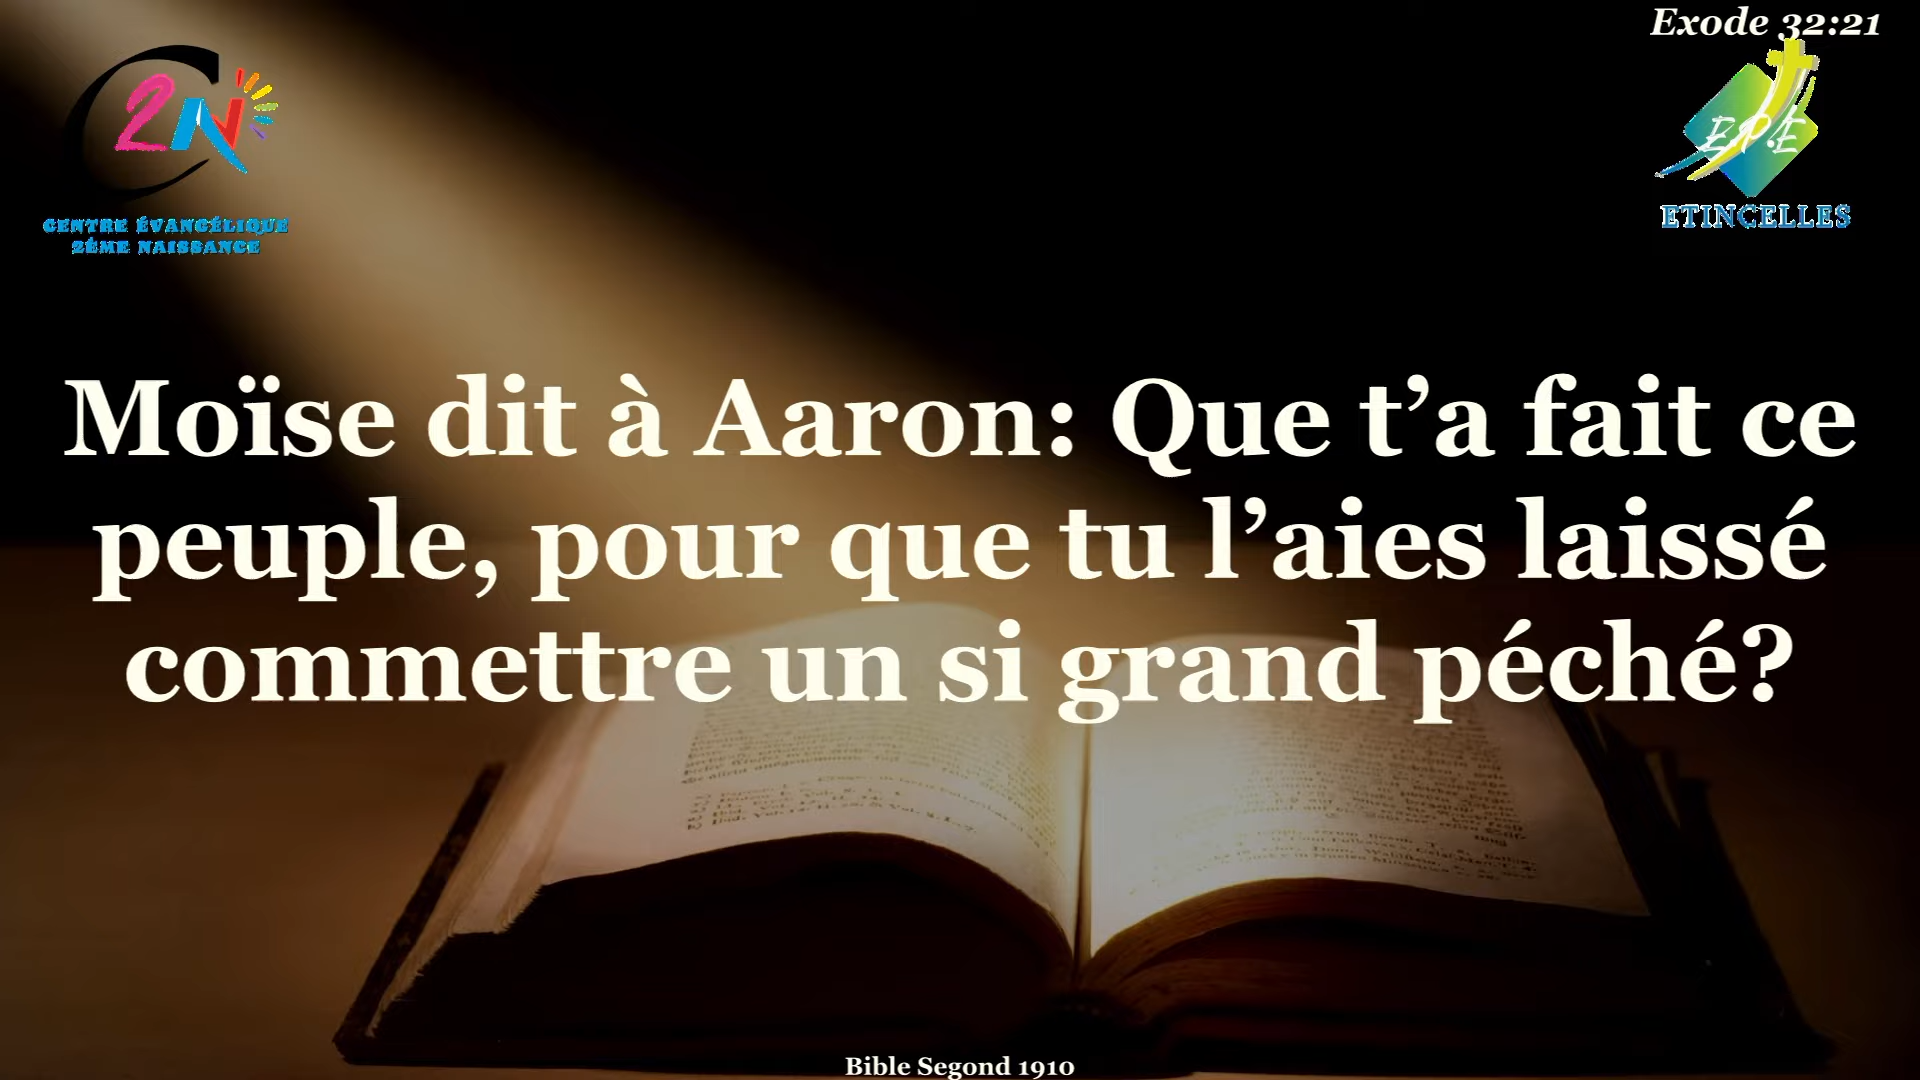 Exode 32:21
C2N
CENTRE ÉVANGÉLIQUE
2ÈME NAISSANCE
E.P.E
ETINCELLES
Moïse dit à Aaron: Que t’a fait ce
peuple, pour que tu l’aies laissé
commettre un si grand péché?
Bible Segond 1910